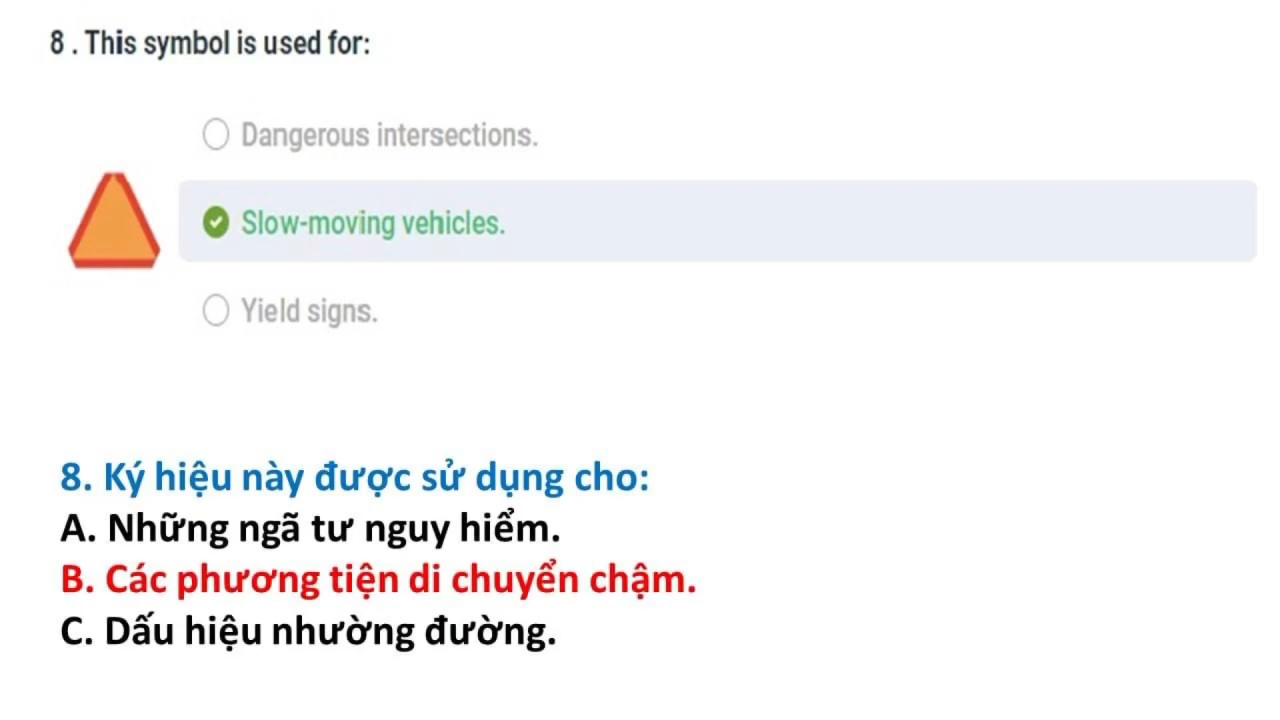 8 . This symbol is used for:
Dangerous intersections.
Slow-moving vehicles.
Yield signs.
8. Ký hiệu này được sử dụng cho:
A. Những ngã tư nguy hiểm.
B. Các phương tiện di chuyển chậm.
C. Dấu hiệu nhường đường.